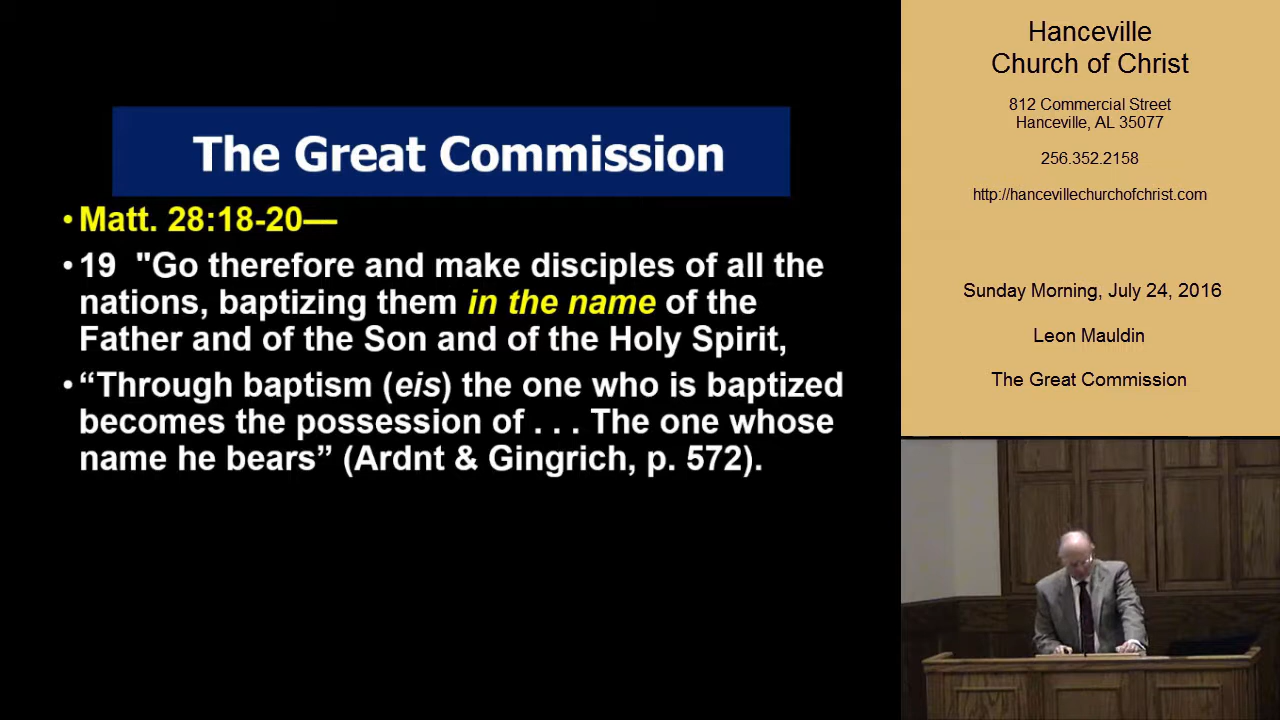 The Great Commission
•Matt. 28:18-20—
•19 "Go therefore and make disciples of all the
nations, baptizing them in the name of the
Father and of the Son and of the Holy Spirit,
•“Through baptism (eis) the one who is baptized
becomes the possession of . . . The one whose
name he bears” (Ardnt & Gingrich, p. 572).
Hanceville
Church of Christ
812 Commercial Street
Hanceville, AL 35077
256.352.2158
http://hancevillechurchofchrist.com
Sunday Morning, July 24, 2016
Leon Mauldin
The Great Commission